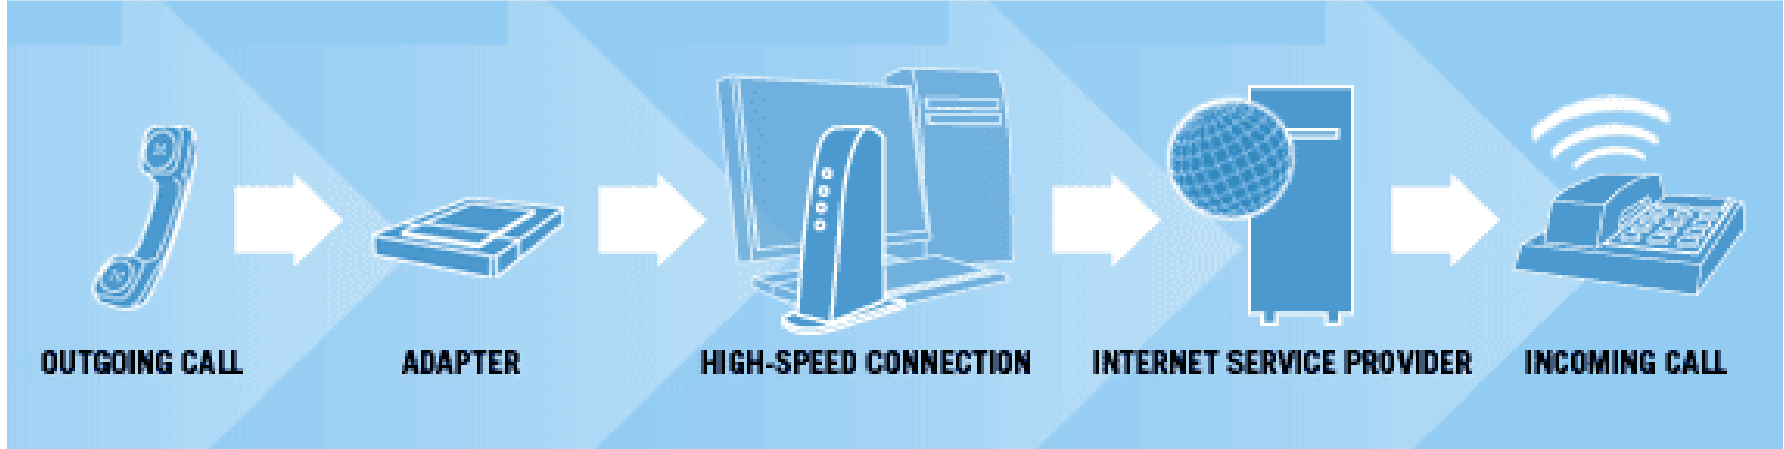 OUTGOING CALL
ADAPTER
HIGH-SPEED CONNECTION
INTERNET SERVICE PROVIDER
INCOMING CALL